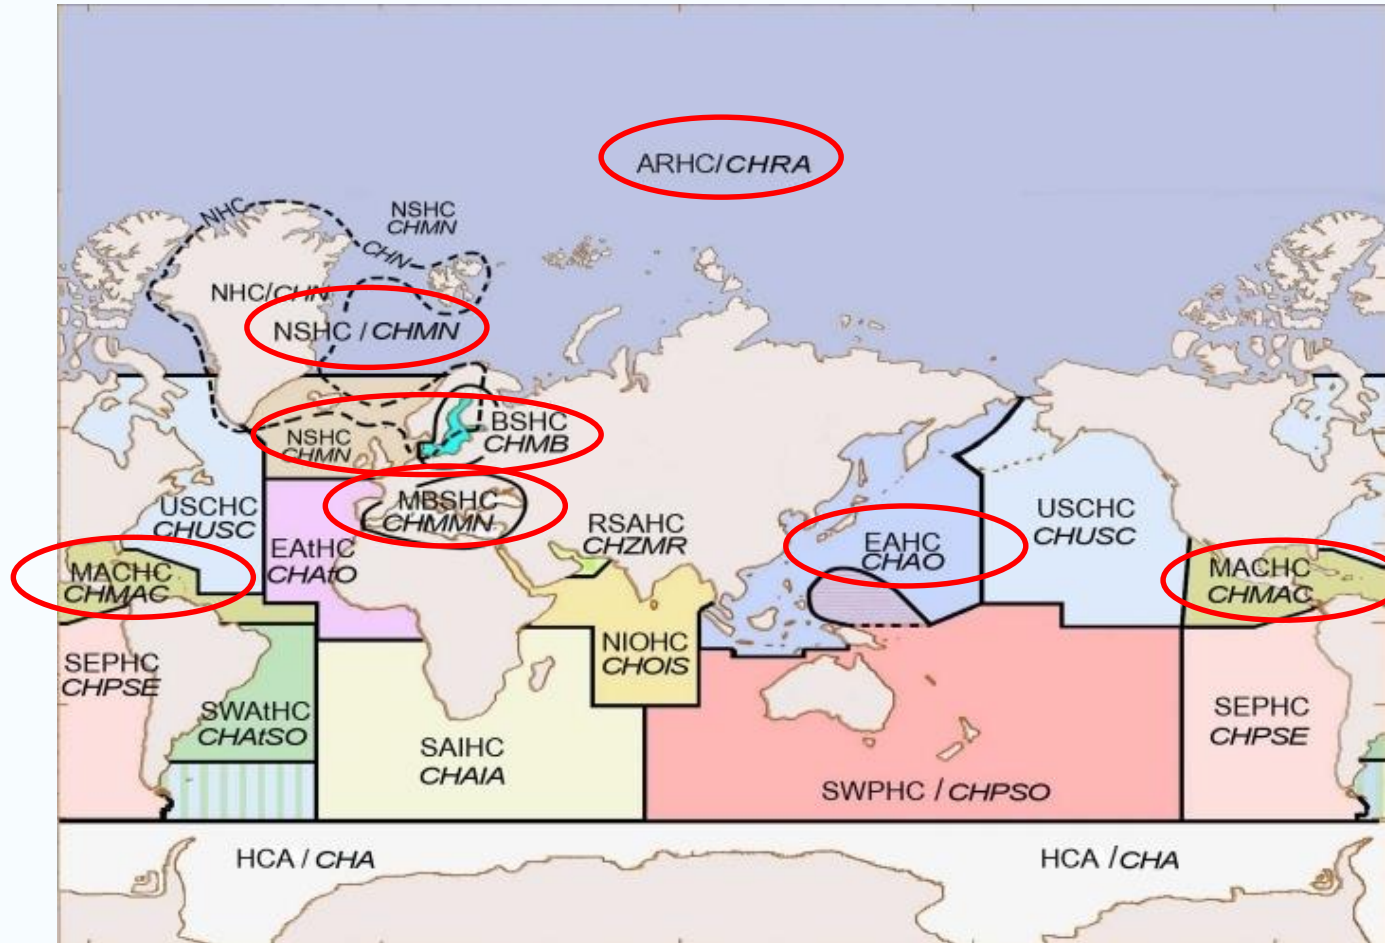 ARHC/CHRA
NHC
NSHC
CHMN
CHN
NHC/CHN
NSHC / CHMN
BSHC
CHMB
NSHC
CHMN
USCHC
CHUSC
MBSHC
CHMMN
EAtHC
CHAtO
RSAHC
CHZMR
EAHC
CHAO
USCHC
CHUSC
MACHC
CHMAC
MACHC
CHMAC
SEPHC
CHPSE
NIOHC
CHOIS
SWAtHC
CHAtSO
SAIHC
CHAIA
SWPHC / CHPSO
SEPHC
CHPSE
HCA / CHA
HCA / CHA